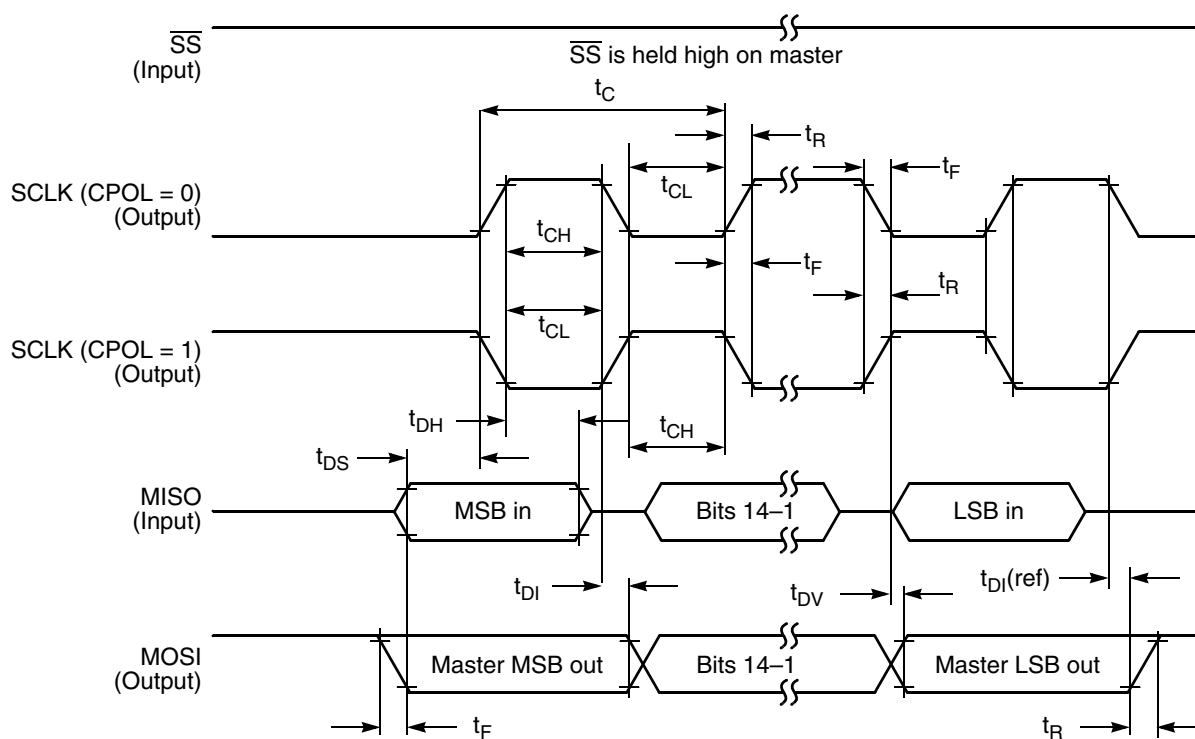 SS
(Input)
SS is held high on master
tC
tR
tF
SCLK (CPOL = 0)
(Output)
tCL
tCH
tF
tR
tCL
SCLK (CPOL = 1)
(Output)
tDH
tCH
tDS
MISO
(Input)
MSB in
Bits 14–1
LSB in
tDI
tDV
tDI(ref)
MOSI
(Output)
Master MSB out
Bits 14–1
Master LSB out
tF
tR